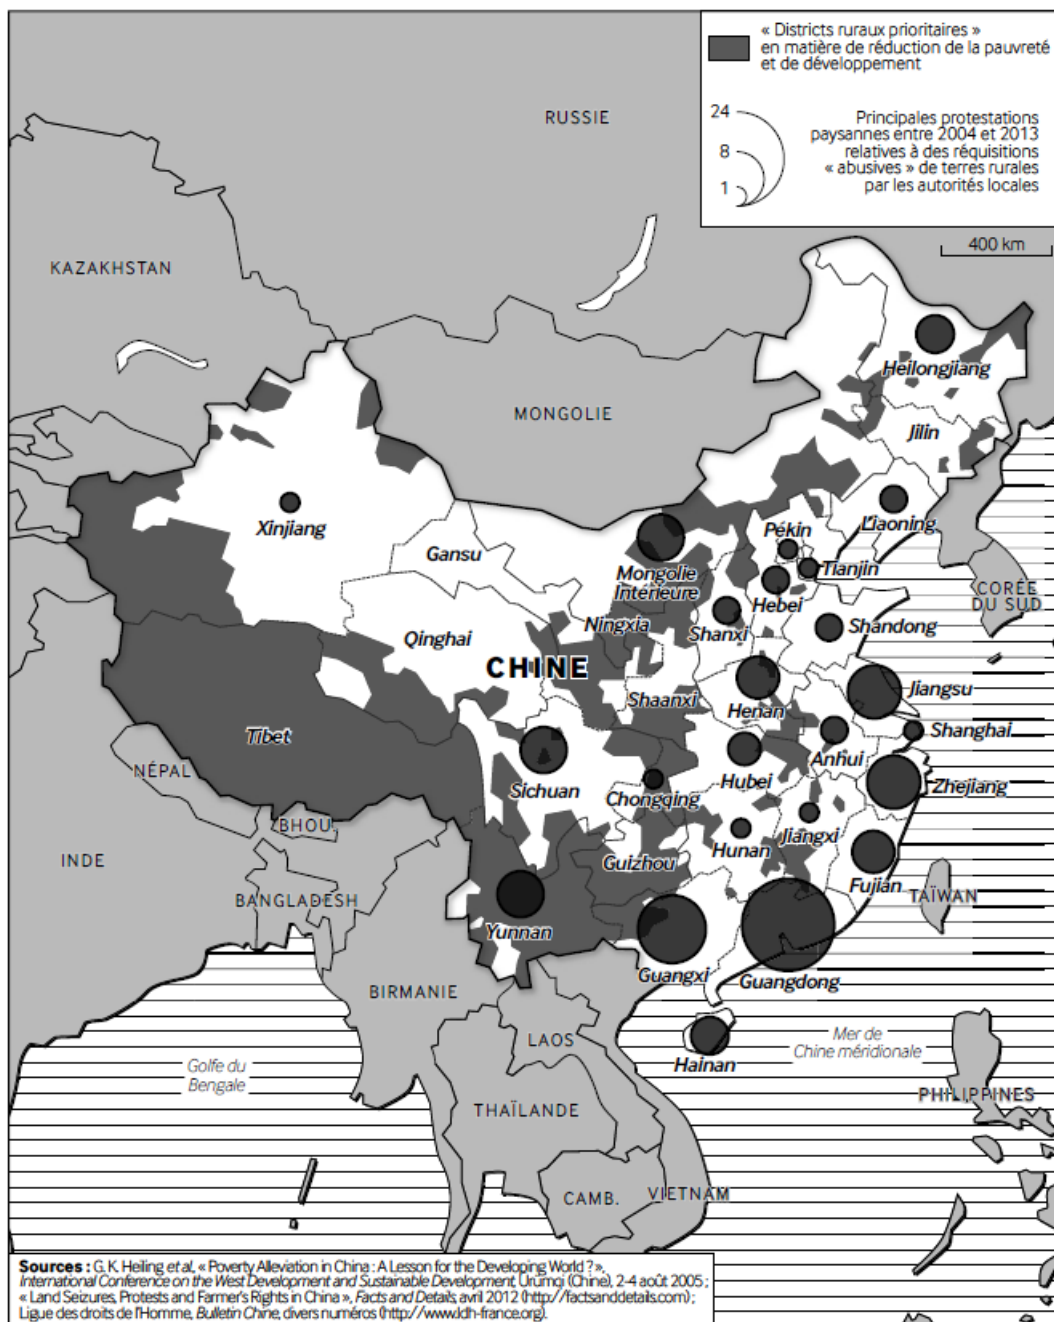 « Districts ruraux prioritaires »
en matière de réduction de la pauvreté
et de développement
24
8
1
Principales protestations
paysannes entre 2004 et 2013
relatives à des réquisitions
« abusives » de terres rurales
par les autorités locales
400 km
RUSSIE
KAZAKHSTAN
MONGOLIE
Heilongjiang
Jilin
Liaoning
Xinjiang
Gansu
Mongolie
Intérieure
Pékin
Tianjin
Hebei
CORÉE
DU SUD
Ningxia
Shanxi
Shandong
Qinghai
CHINE
Shaanxi
Henan
Jiangsu
Tibet
Shanghai
Anhui
NÉPAL
Sichuan
Chongqing
Hubei
Zhejiang
BHOU.
Jiangxi
Hunan
INDE
Guizhou
Fujian
BANGLADESH
TAÏWAN
Yunnan
Guangxi
Guangdong
BIRMANIE
LAOS
Hainan
Mer de
Chine méridionale
Golfe du
Bengale
PHILIPPINES
THAÏLANDE
CAMB.
VIETNAM
Sources : G. K. Heiling et al., « Poverty Alleviation in China : A Lesson for the Developing World ? »,
International Conference on the West Development and Sustainable Development, Urümqi (Chine), 2-4 août 2005 ;
« Land Seizures, Protests and Farmer's Rights in China », Facts and Details, avril 2012 (http://factsanddetails.com) ;
Ligue des droits de l'Homme, Bulletin Chine, divers numéros (http://www.ldh-france.org).